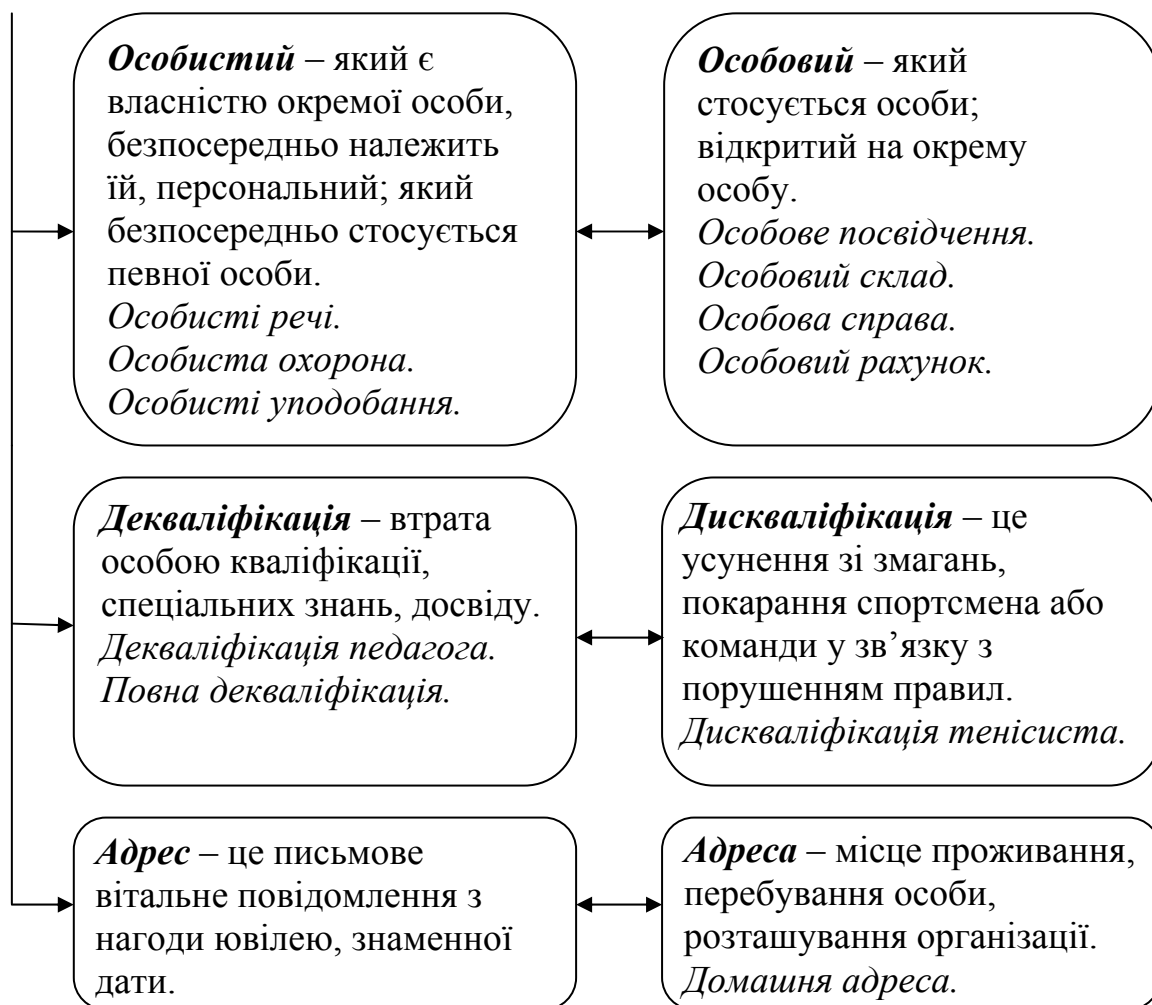 Особистий – який є
власністю окремої особи,
безпосередньо належить
їй, персональний; який
безпосередньо стосується
певної особи.
Особисті речі.
Особиста охорона.
Особисті уподобання.
Особовий – який
стосується особи;
відкритий на окрему
особу.
Особове посвідчення.
Особовий склад.
Особова справа.
Особовий рахунок.
Декваліфікація – втрата
особою кваліфікації,
спеціальних знань, досвіду.
Декваліфікація педагога.
Повна декваліфікація.
Дискваліфікація – це
усунення зі змагань,
покарання спортсмена або
команди у зв’язку з
порушенням правил.
Дискваліфікація тенісиста.
Адрес – це письмове
вітальне повідомлення з
нагоди ювілею, знаменної
дати.
Адреса – місце проживання,
перебування особи,
розташування організації.
Домашня адреса.